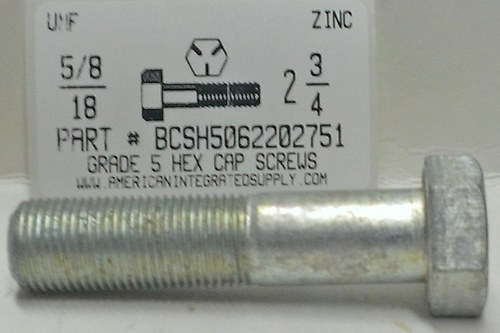 UNF ZINC
5/8
18
2 3/4
PART # BCSH5062202751
GRADE 5 HEX CAP SCREWS
WWW.AMERICANINTEGRATEDSUPPLY.COM